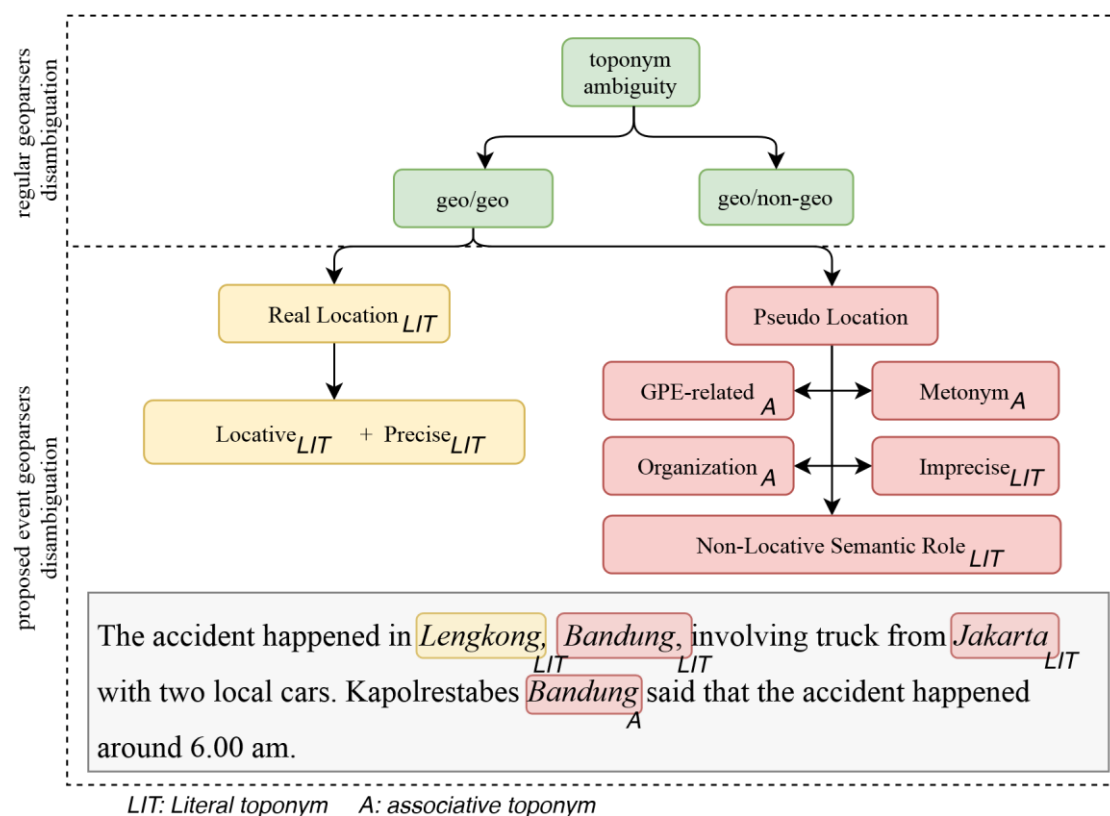 regular geoparsers
disambiguation
toponym
ambiguity
geo/geo
geo/non-geo
proposed event geoparsers
disambiguation
Real Location LIT
Pseudo Location
Locative LIT + Precise LIT
GPE-related A
Metonym A
Organization A
Imprecise LIT
Non-Locative Semantic Role LIT
The accident happened in Lengkong, LIT Bandung, LIT involving truck from Jakarta LIT
with two local cars. Kapolrestabes Bandung A said that the accident happened
around 6.00 am.
LIT: Literal toponym A: associative toponym